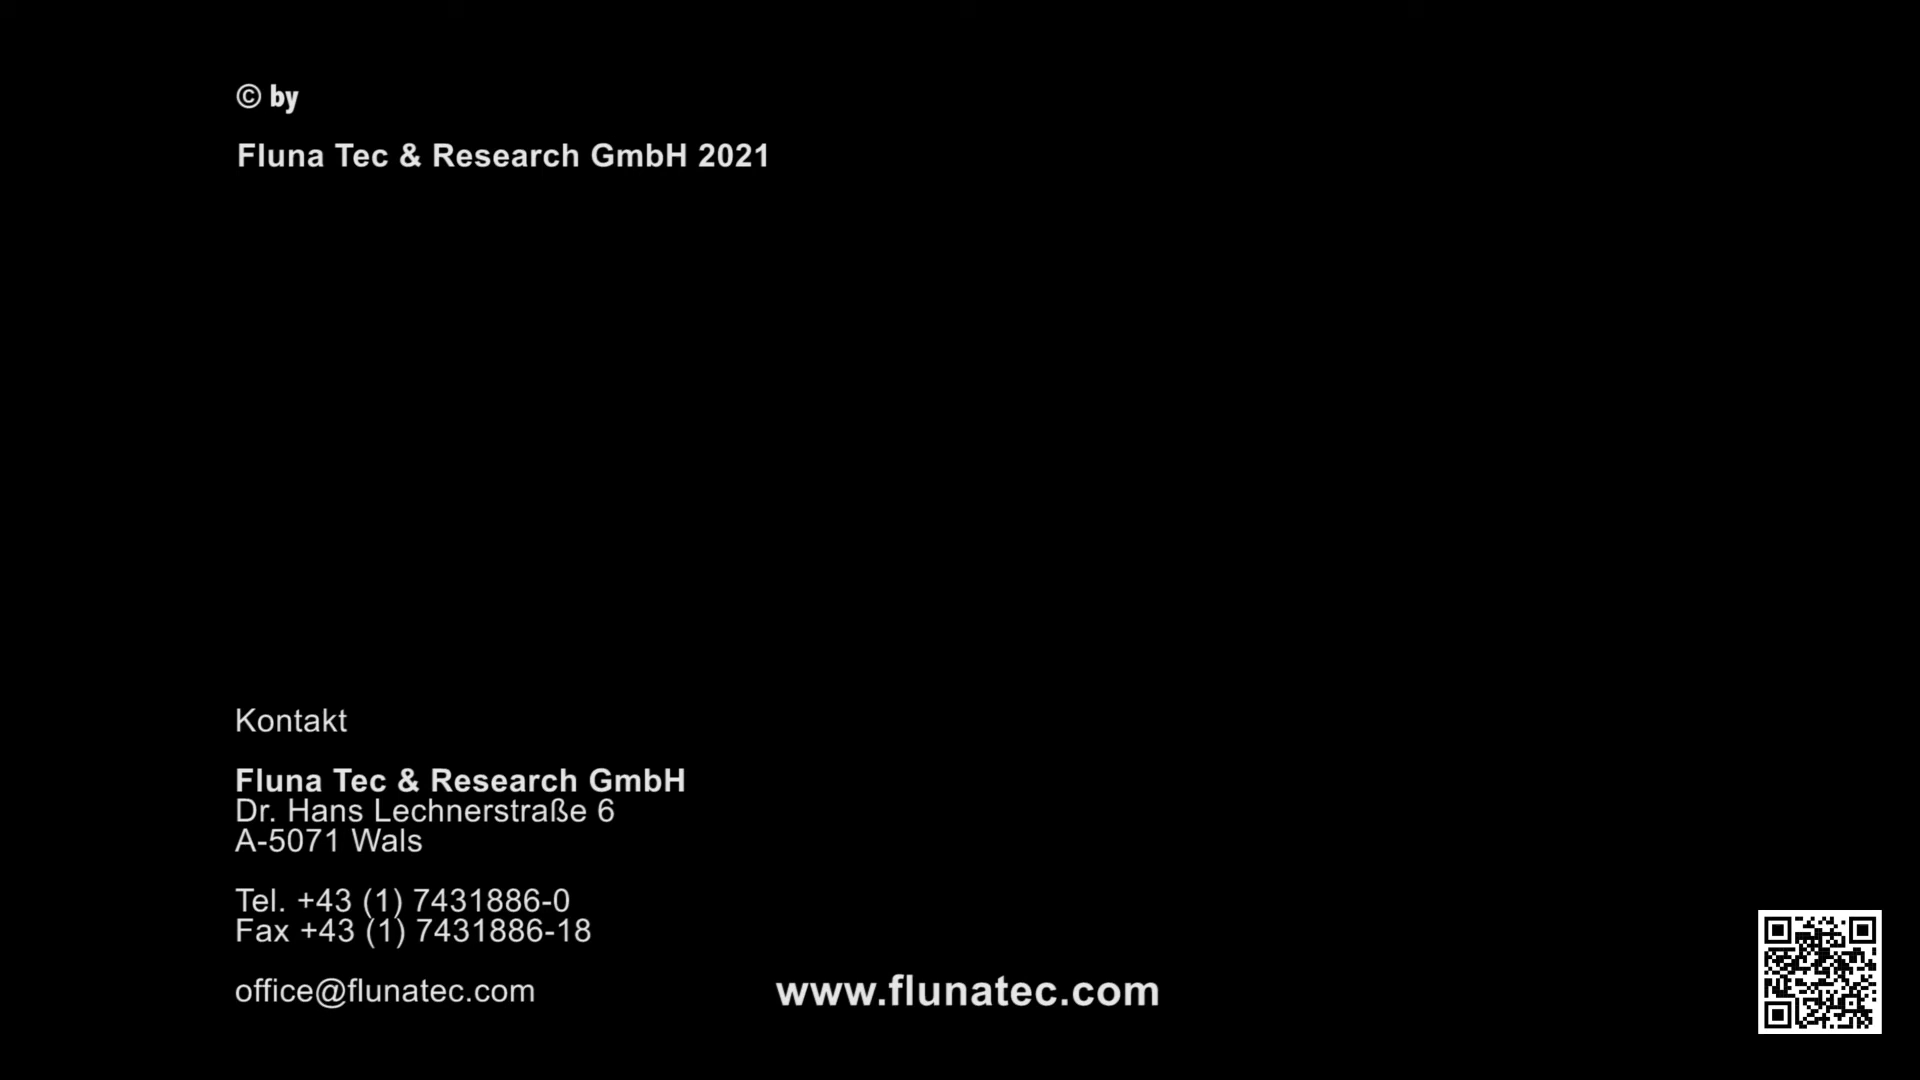 © by
Fluna Tec & Research GmbH 2021
Kontakt
Fluna Tec & Research GmbH
Dr. Hans Lechnerstraße 6
A-5071 Wals
Tel. +43 (1) 7431886-0
Fax +43 (1) 7431886-18
office@flunatec.com
www.flunatec.com